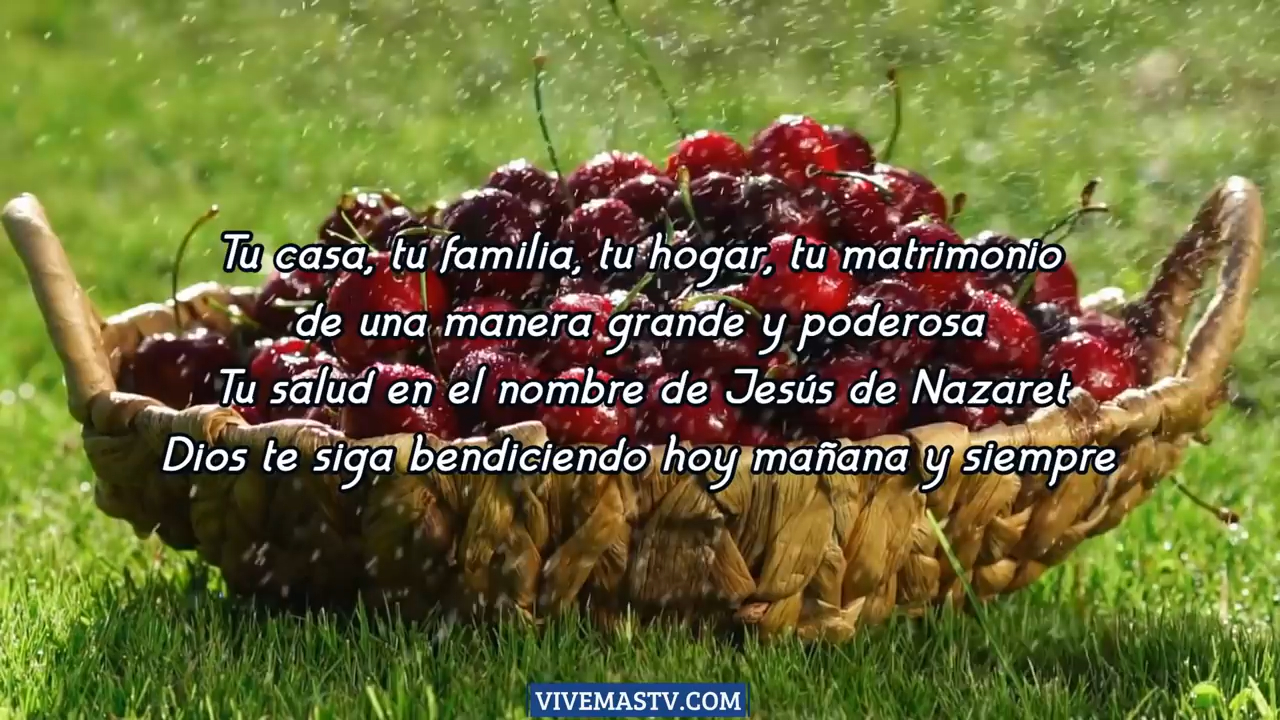 Tu casa, tu familia, tu hogar, tu matrimonio
de una manera grande y poderosa
Tu salud en el nombre de Jesús de Nazaret
Dios te siga bendiciendo hoy mañana y siempre
VIVEMASTV.COM